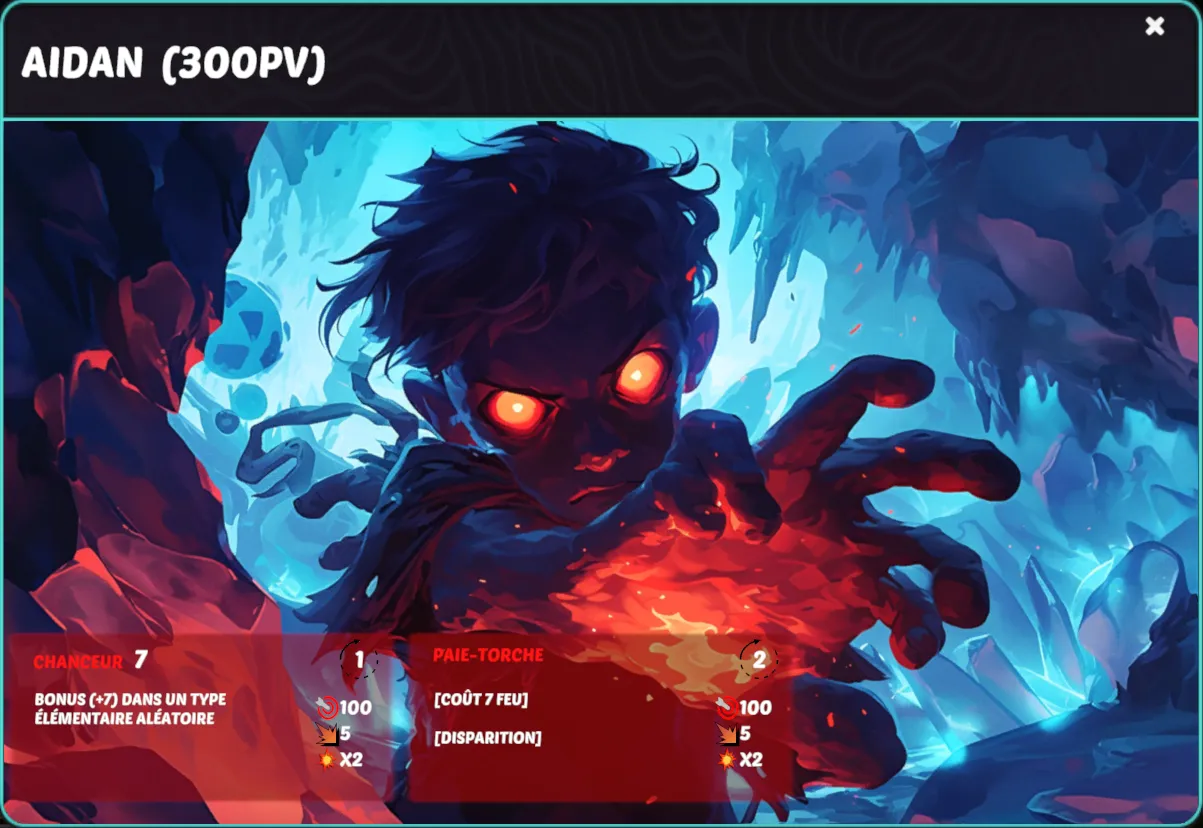 AIDAN (300PV)
CHANCEUR 7
1
BONUS (+7) DANS UN TYPE
ÉLÉMENTAIRE ALÉATOIRE
100
5
X2
PAIE-TORCHE
2
[COÛT 7 FEU]
[DISPARITION]
100
5
X2